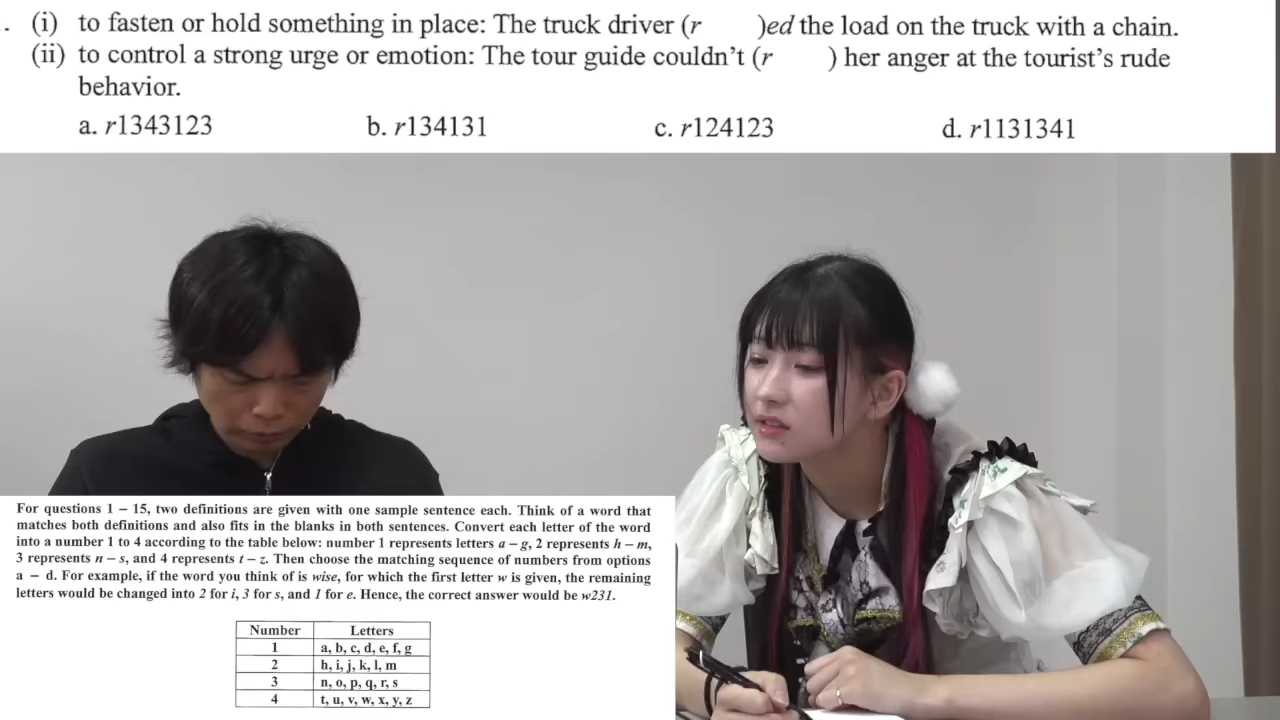 . (i) to fasten or hold something in place: The truck driver (r )ed the load on the truck with a chain.
(ii) to control a strong urge or emotion: The tour guide couldn't (r ) her anger at the tourist's rude
behavior.
a. r1343123 b. r134131 c. r124123 d. r1131341
For questions 1 – 15, two definitions are given with one sample sentence each. Think of a word that
matches both definitions and also fits in the blanks in both sentences. Convert each letter of the word
into a number 1 to 4 according to the table below: number 1 represents letters a – g, 2 represents h – m,
3 represents n – s, and 4 represents t – z. Then choose the matching sequence of numbers from options
a – d. For example, if the word you think of is wise, for which the first letter w is given, the remaining
letters would be changed into 2 for i, 3 for s, and 1 for e. Hence, the correct answer would be w231.
Number Letters
1 a, b, c, d, e, f, g
2 h, i, j, k, l, m
3 n, o, p, q, r, s
4 t, u, v, w, x, y, z